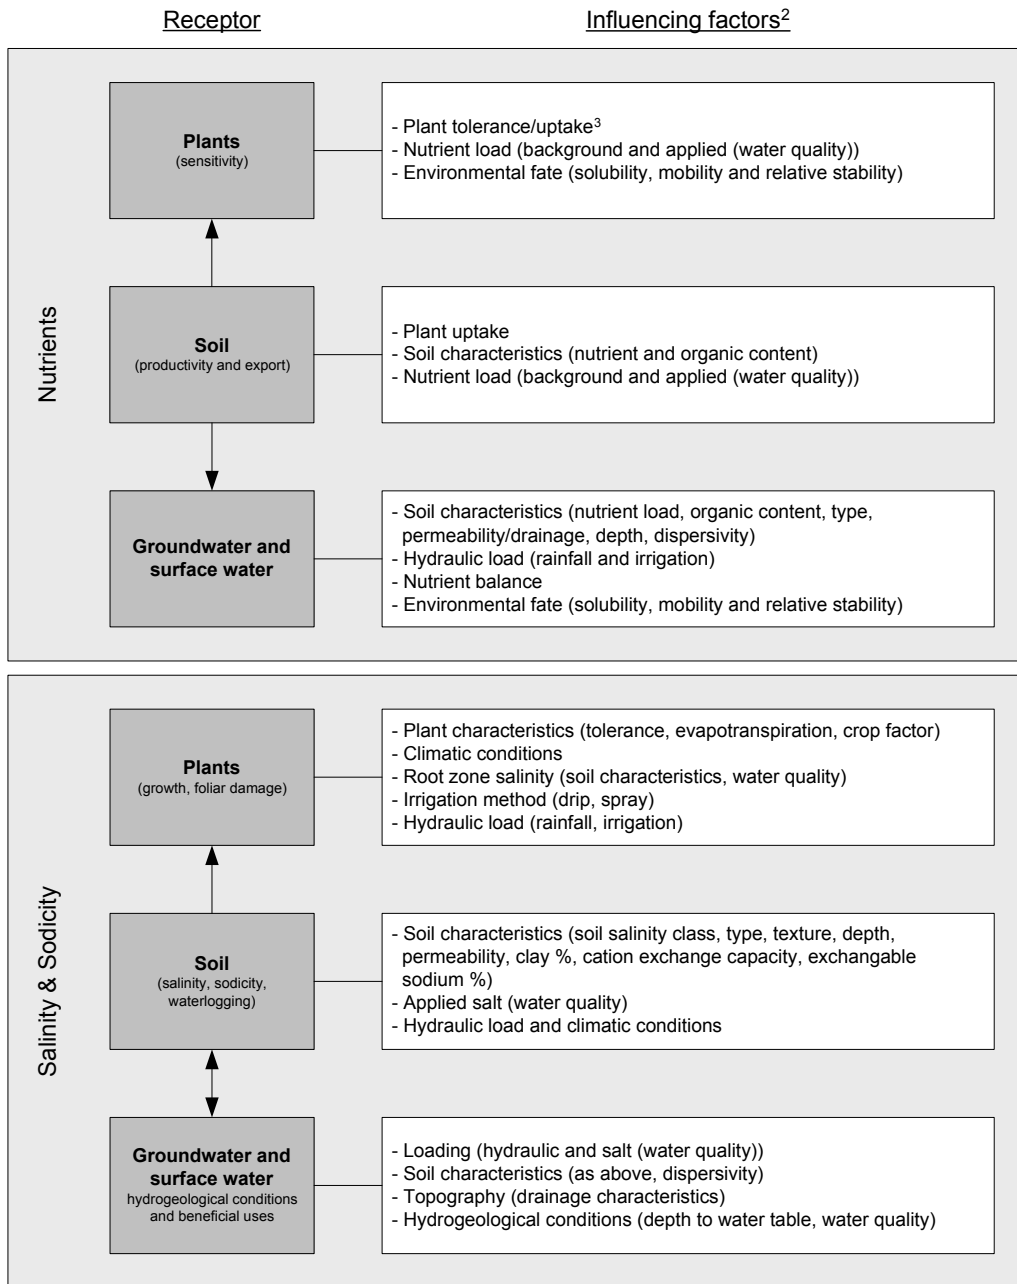 Receptor
Influencing factors2
Nutrients
Plants
(sensitivity)
- Plant tolerance/uptake3
- Nutrient load (background and applied (water quality))
- Environmental fate (solubility, mobility and relative stability)
Soil
(productivity and export)
- Plant uptake
- Soil characteristics (nutrient and organic content)
- Nutrient load (background and applied (water quality))
Groundwater and
surface water
- Soil characteristics (nutrient load, organic content, type,
permeability/drainage, depth, dispersivity)
- Hydraulic load (rainfall and irrigation)
- Nutrient balance
- Environmental fate (solubility, mobility and relative stability)
Salinity & Sodicity
Plants
(growth, foliar damage)
- Plant characteristics (tolerance, evapotranspiration, crop factor)
- Climatic conditions
- Root zone salinity (soil characteristics, water quality)
- Irrigation method (drip, spray)
- Hydraulic load (rainfall, irrigation)
Soil
(salinity, sodicity,
waterlogging)
- Soil characteristics (soil salinity class, type, texture, depth,
permeability, clay %, cation exchange capacity, exchangable
sodium %)
- Applied salt (water quality)
- Hydraulic load and climatic conditions
Groundwater and
surface water
hydrogeological conditions
and beneficial uses
- Loading (hydraulic and salt (water quality))
- Soil characteristics (as above, dispersivity)
- Topography (drainage characteristics)
- Hydrogeological conditions (depth to water table, water quality)